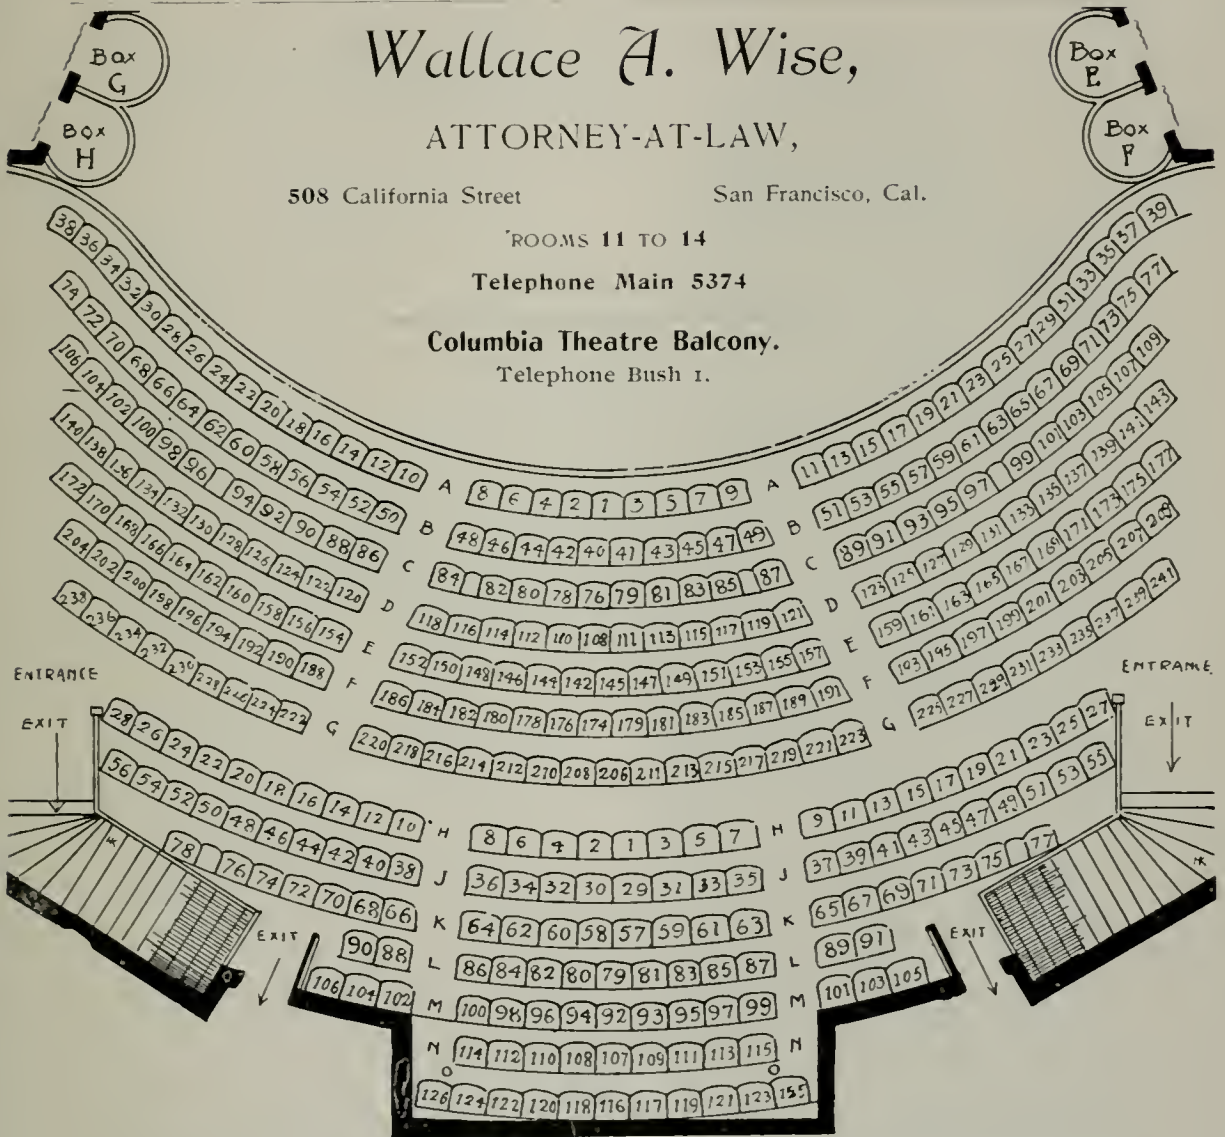 Box G
Box E
Wallace A. Wise,
Box H
Box F
ATTORNEY-AT-LAW,
508 California Street San Francisco, Cal.
ROOMS 11 TO 14
Telephone Main 5374
Columbia Theatre Balcony.
Telephone Bush 1.
38 36 34 32 30 28 26 24 22 20 18 16 14 12 10 A 8 6 4 2 1 3 5 7 9 A 11 13 15 17 19 21 23 25 27 29 31 33 35 37 39
74 72 70 68 66 64 62 60 58 56 54 52 50 B 48 46 44 42 40 41 43 45 47 49 B 51 53 55 57 59 61 63 65 67 69 71 73 75 77
106 104 102 100 98 96 94 92 90 88 86 C 84 82 80 78 76 79 81 83 85 87 C 89 91 93 95 97 99 101 103 105 107 109
140 138 136 134 132 130 128 126 124 122 120 D 118 116 114 112 110 108 111 113 115 117 119 121 D 123 125 127 129 131 133 135 137 139 141 143
172 170 168 166 164 162 160 158 156 154 E 152 150 148 146 144 142 145 147 149 151 153 155 157 E 159 161 163 165 167 169 171 173 175 177
204 202 200 198 196 194 192 190 188 F 186 184 182 180 178 176 174 179 181 183 185 187 189 191 F 193 195 197 199 201 203 205 207 209
238 236 234 232 230 228 226 224 222 G 220 218 216 214 212 210 208 206 211 213 215 217 219 221 223 G 225 227 229 231 233 235 237 239 241
ENTRANCE
ENTRANCE
EXIT
EXIT
28 26 24 22 20 18 16 14 12 10 H 8 6 4 2 1 3 5 7 H 9 11 13 15 17 19 21 23 25 27
56 54 52 50 48 46 44 42 40 38 J 36 34 32 30 29 31 33 35 J 37 39 41 43 45 47 49 51 53 55
78 76 74 72 70 68 66 K 64 62 60 58 57 59 61 63 K 65 67 69 71 73 75 77
EXIT
EXIT
90 88 L 86 84 82 80 79 81 83 85 87 L 89 91
106 104 102 M 100 98 96 94 92 93 95 97 99 M 101 103 105
N 114 112 110 108 107 109 111 113 115 N
O O
126 124 122 120 118 116 117 119 121 123 155